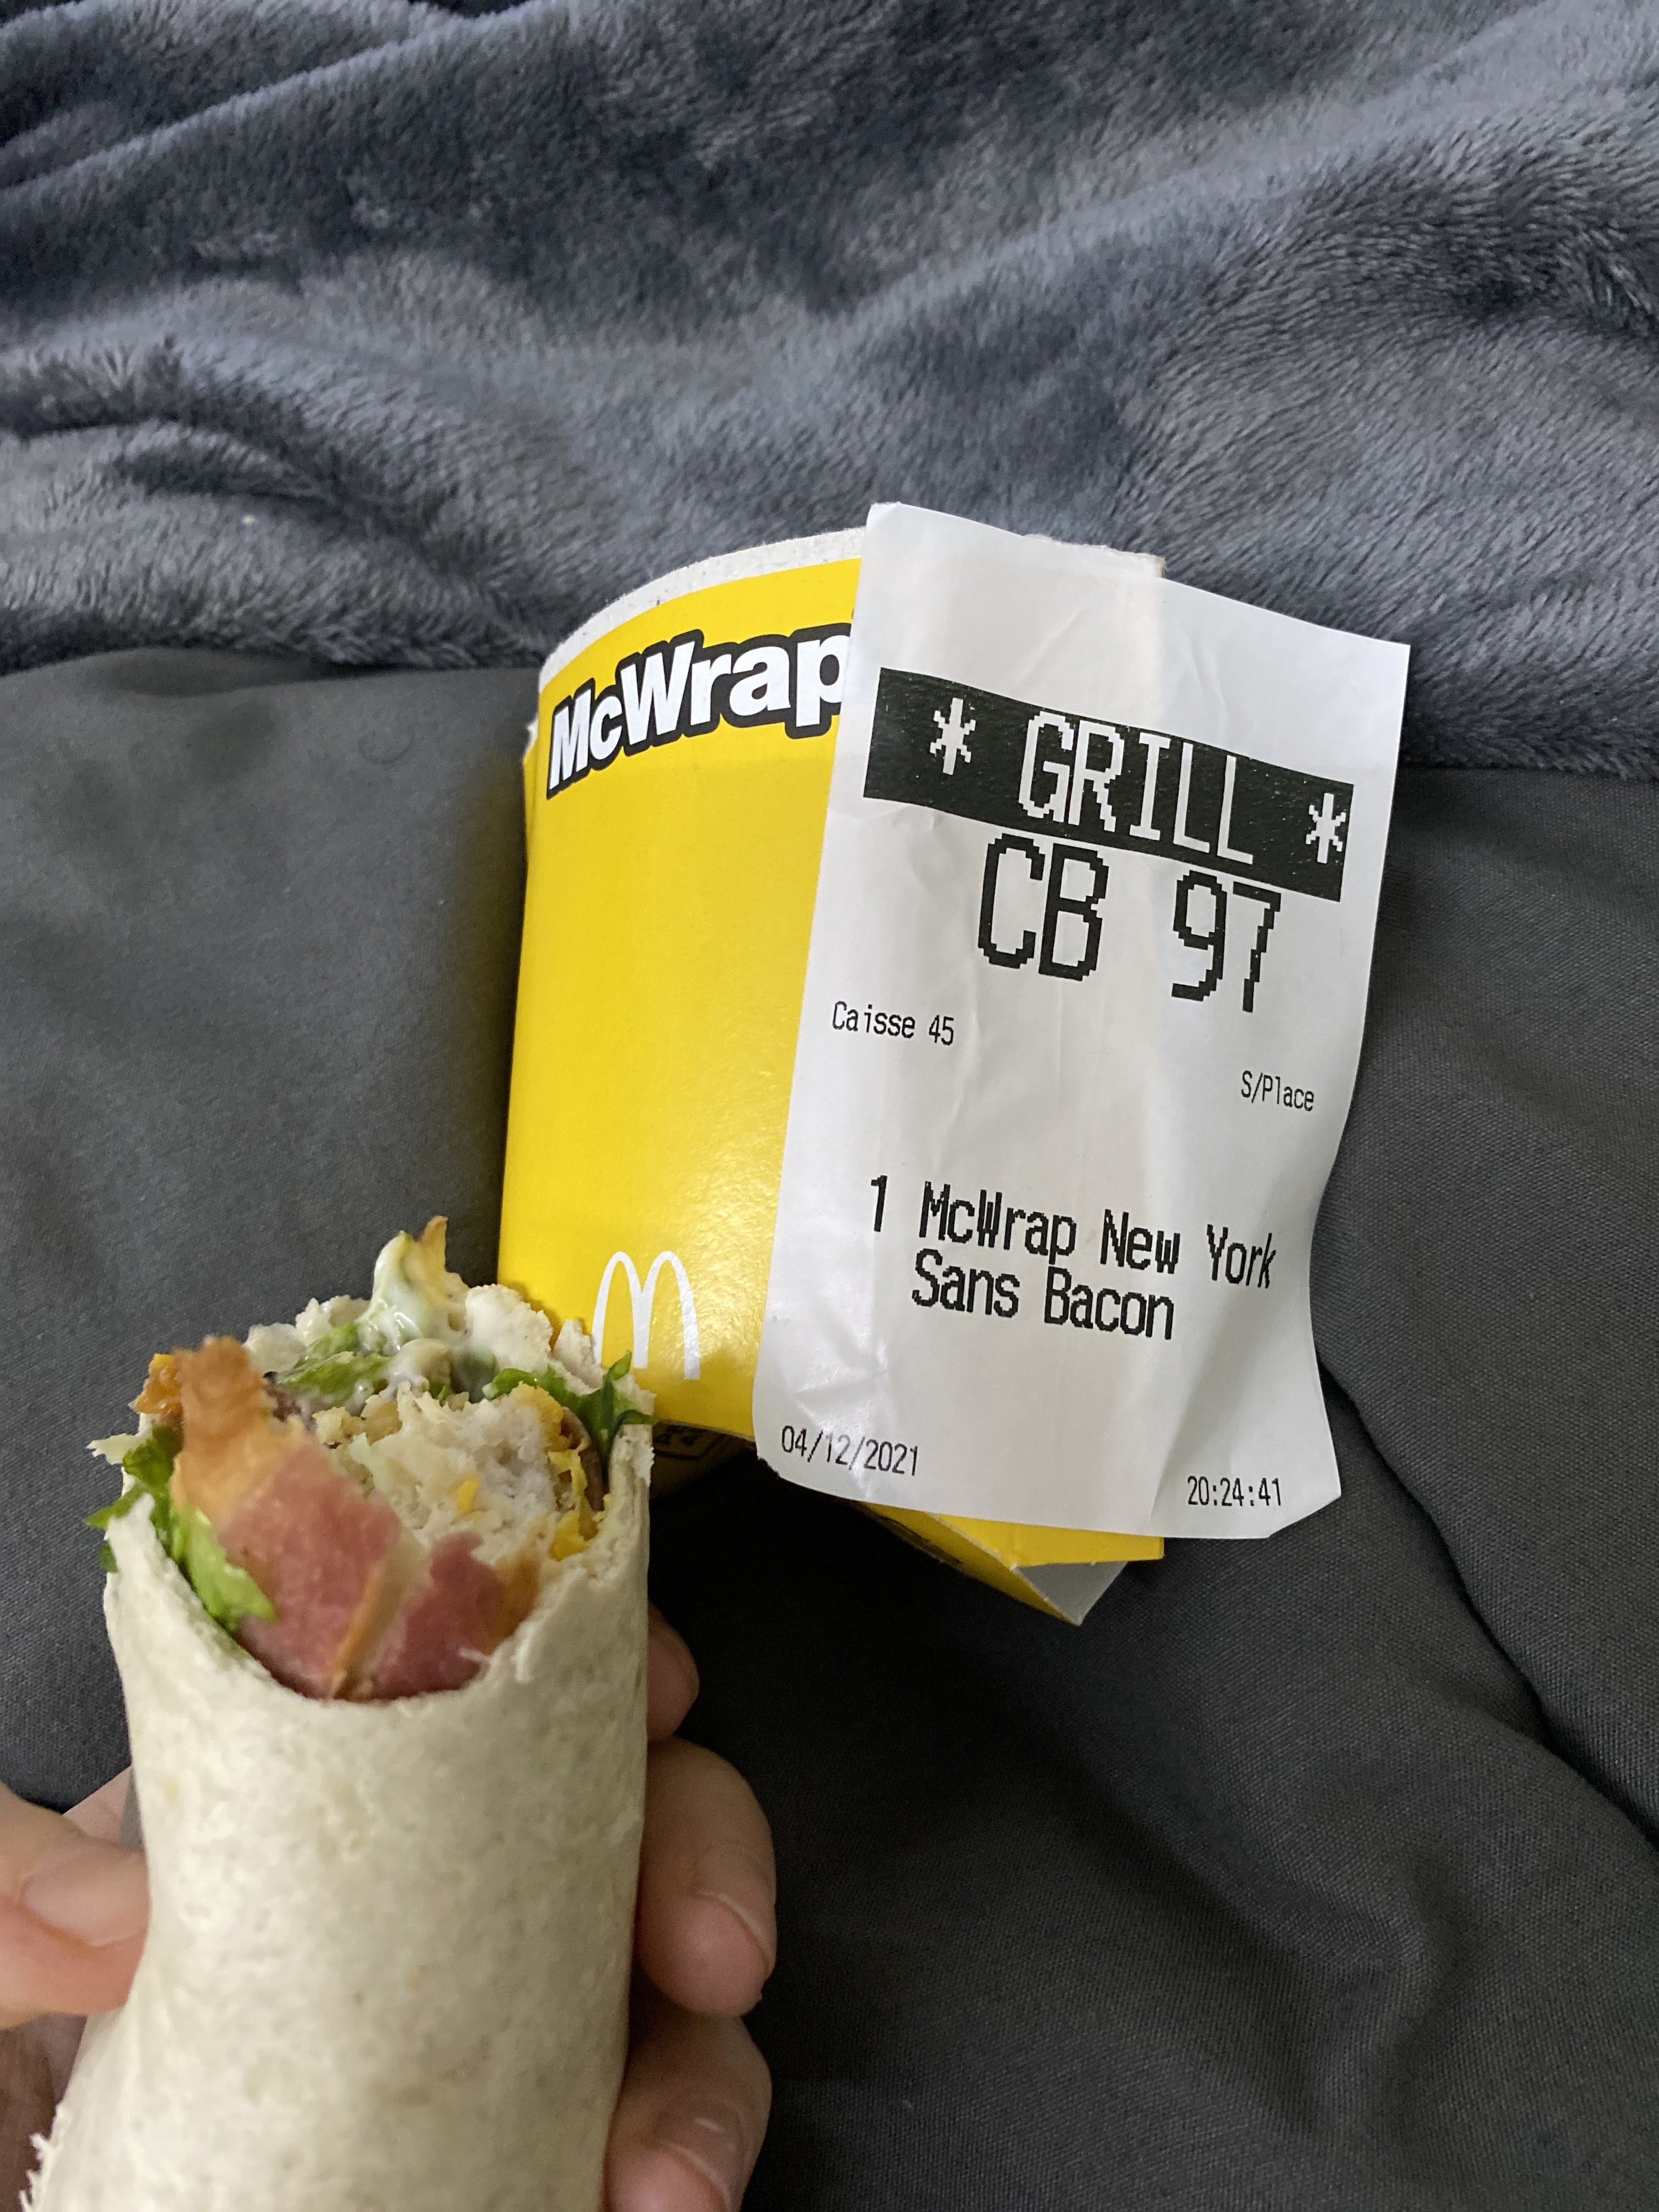 McWrap
* GRILL *
CB 97
Caisse 45
S/Place
1 McWrap New York
Sans Bacon
04/12/2021
20:24:41